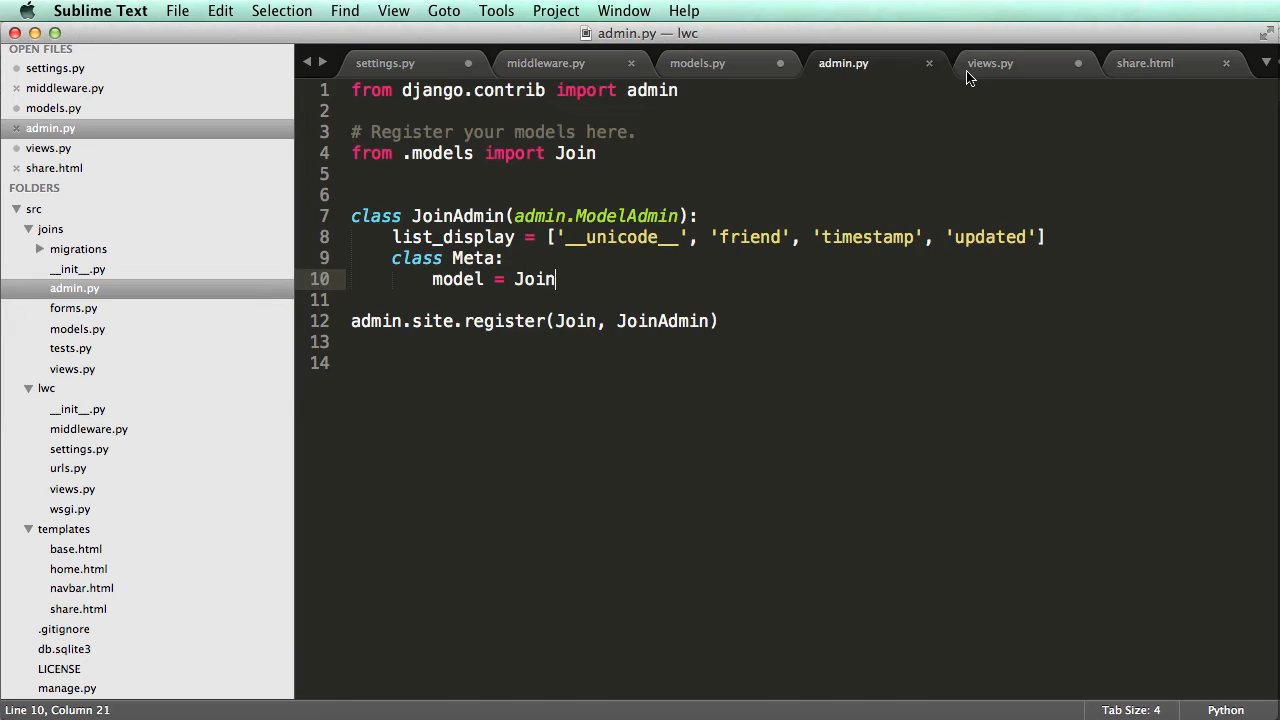 Sublime Text File Edit Selection Find View Goto Tools Project Window Help
admin.py — lwc
OPEN FILES
settings.py
middleware.py
models.py
admin.py
views.py
share.html
FOLDERS
src
joins
migrations
__init__.py
admin.py
forms.py
models.py
tests.py
views.py
lwc
__init__.py
middleware.py
settings.py
urls.py
views.py
wsgi.py
templates
base.html
home.html
navbar.html
share.html
.gitignore
db.sqlite3
LICENSE
manage.py
settings.py middleware.py models.py admin.py views.py share.html
1 from django.contrib import admin
2
3 # Register your models here.
4 from .models import Join
5
6
7 class JoinAdmin(admin.ModelAdmin):
8 list_display = ['__unicode__', 'friend', 'timestamp', 'updated']
9 class Meta:
10 model = Join
11
12 admin.site.register(Join, JoinAdmin)
13
14
Line 10, Column 21 Tab Size: 4 Python